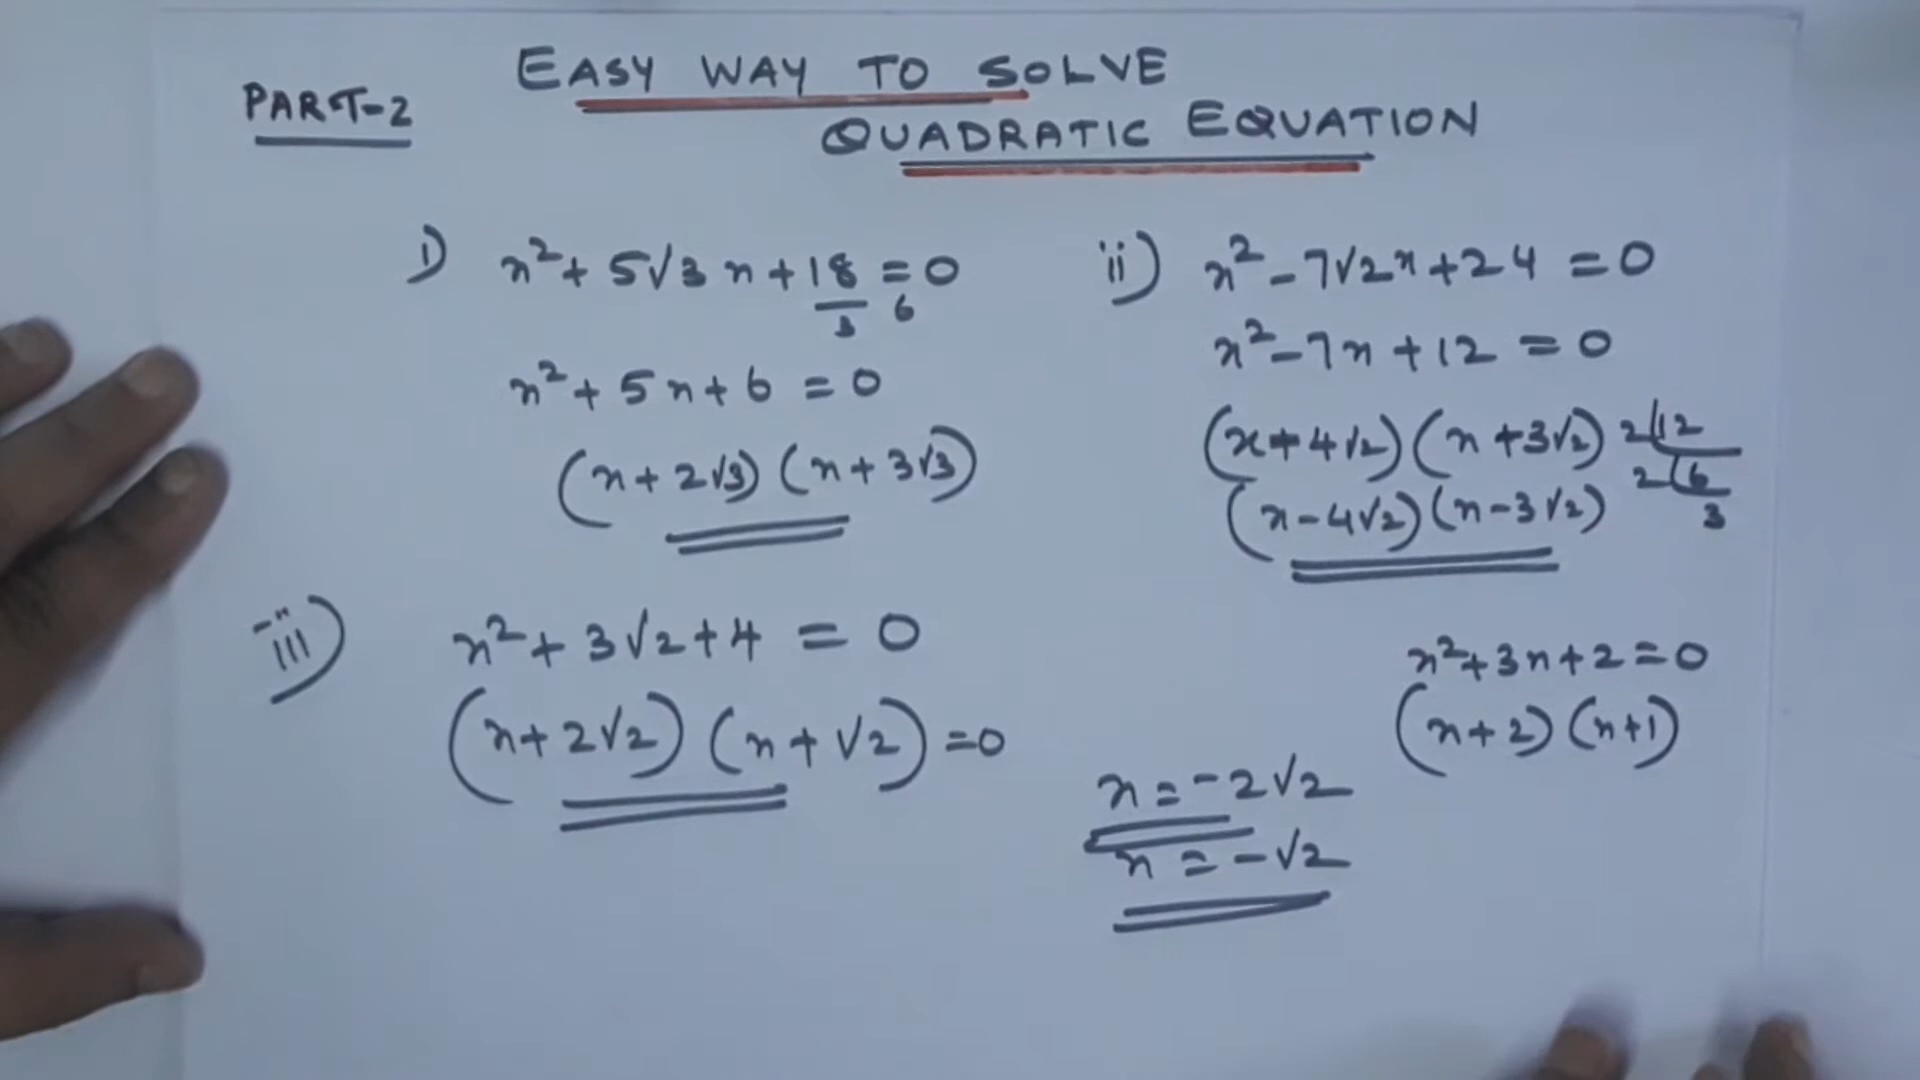 PART-2
EASY WAY TO SOLVE
QUADRATIC EQUATION
1) x² + 5√3 x + 18 = 0
3 6
x² + 5x + 6 = 0
(x + 2√3) (x + 3√3)
ii) x² - 7√2x + 24 = 0
x² - 7x + 12 = 0
(x + 4√2) (x + 3√2)
2 12
2 6
3
(x - 4√2) (x - 3√2)
iii) x² + 3√2 + 4 = 0
(x + 2√2) (x + √2) = 0
x² + 3x + 2 = 0
(x + 2) (x + 1)
x = -2√2
x = -√2